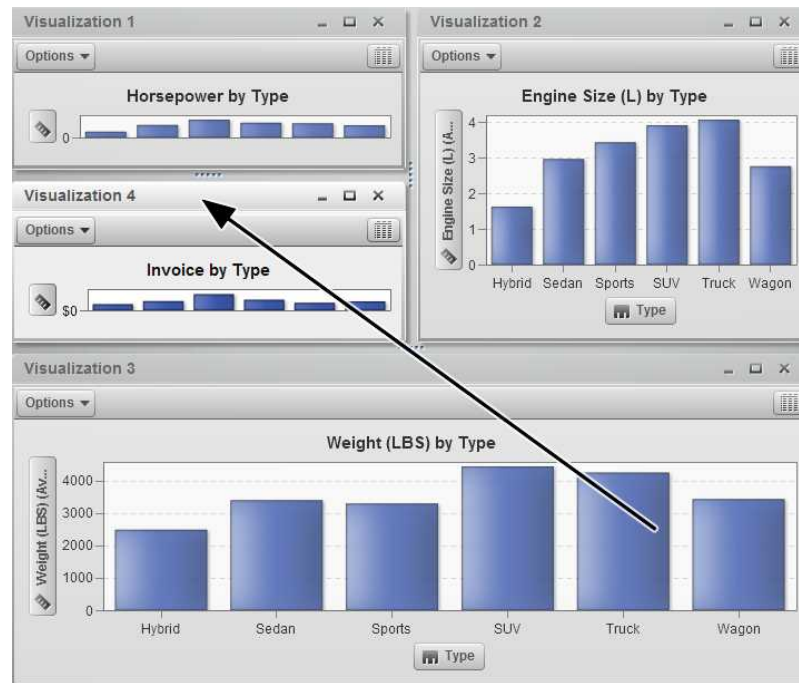 Visualization 1
Options
Horsepower by Type
0
Visualization 2
Options
Engine Size (L) by Type
Engine Size (L) (A...
4
3
2
1
0
Hybrid Sedan Sports SUV Truck Wagon
Type
Visualization 4
Options
Invoice by Type
$0
Visualization 3
Options
Weight (LBS) by Type
Weight (LBS) (Av...
4000
3000
2000
1000
0
Hybrid Sedan Sports SUV Truck Wagon
Type